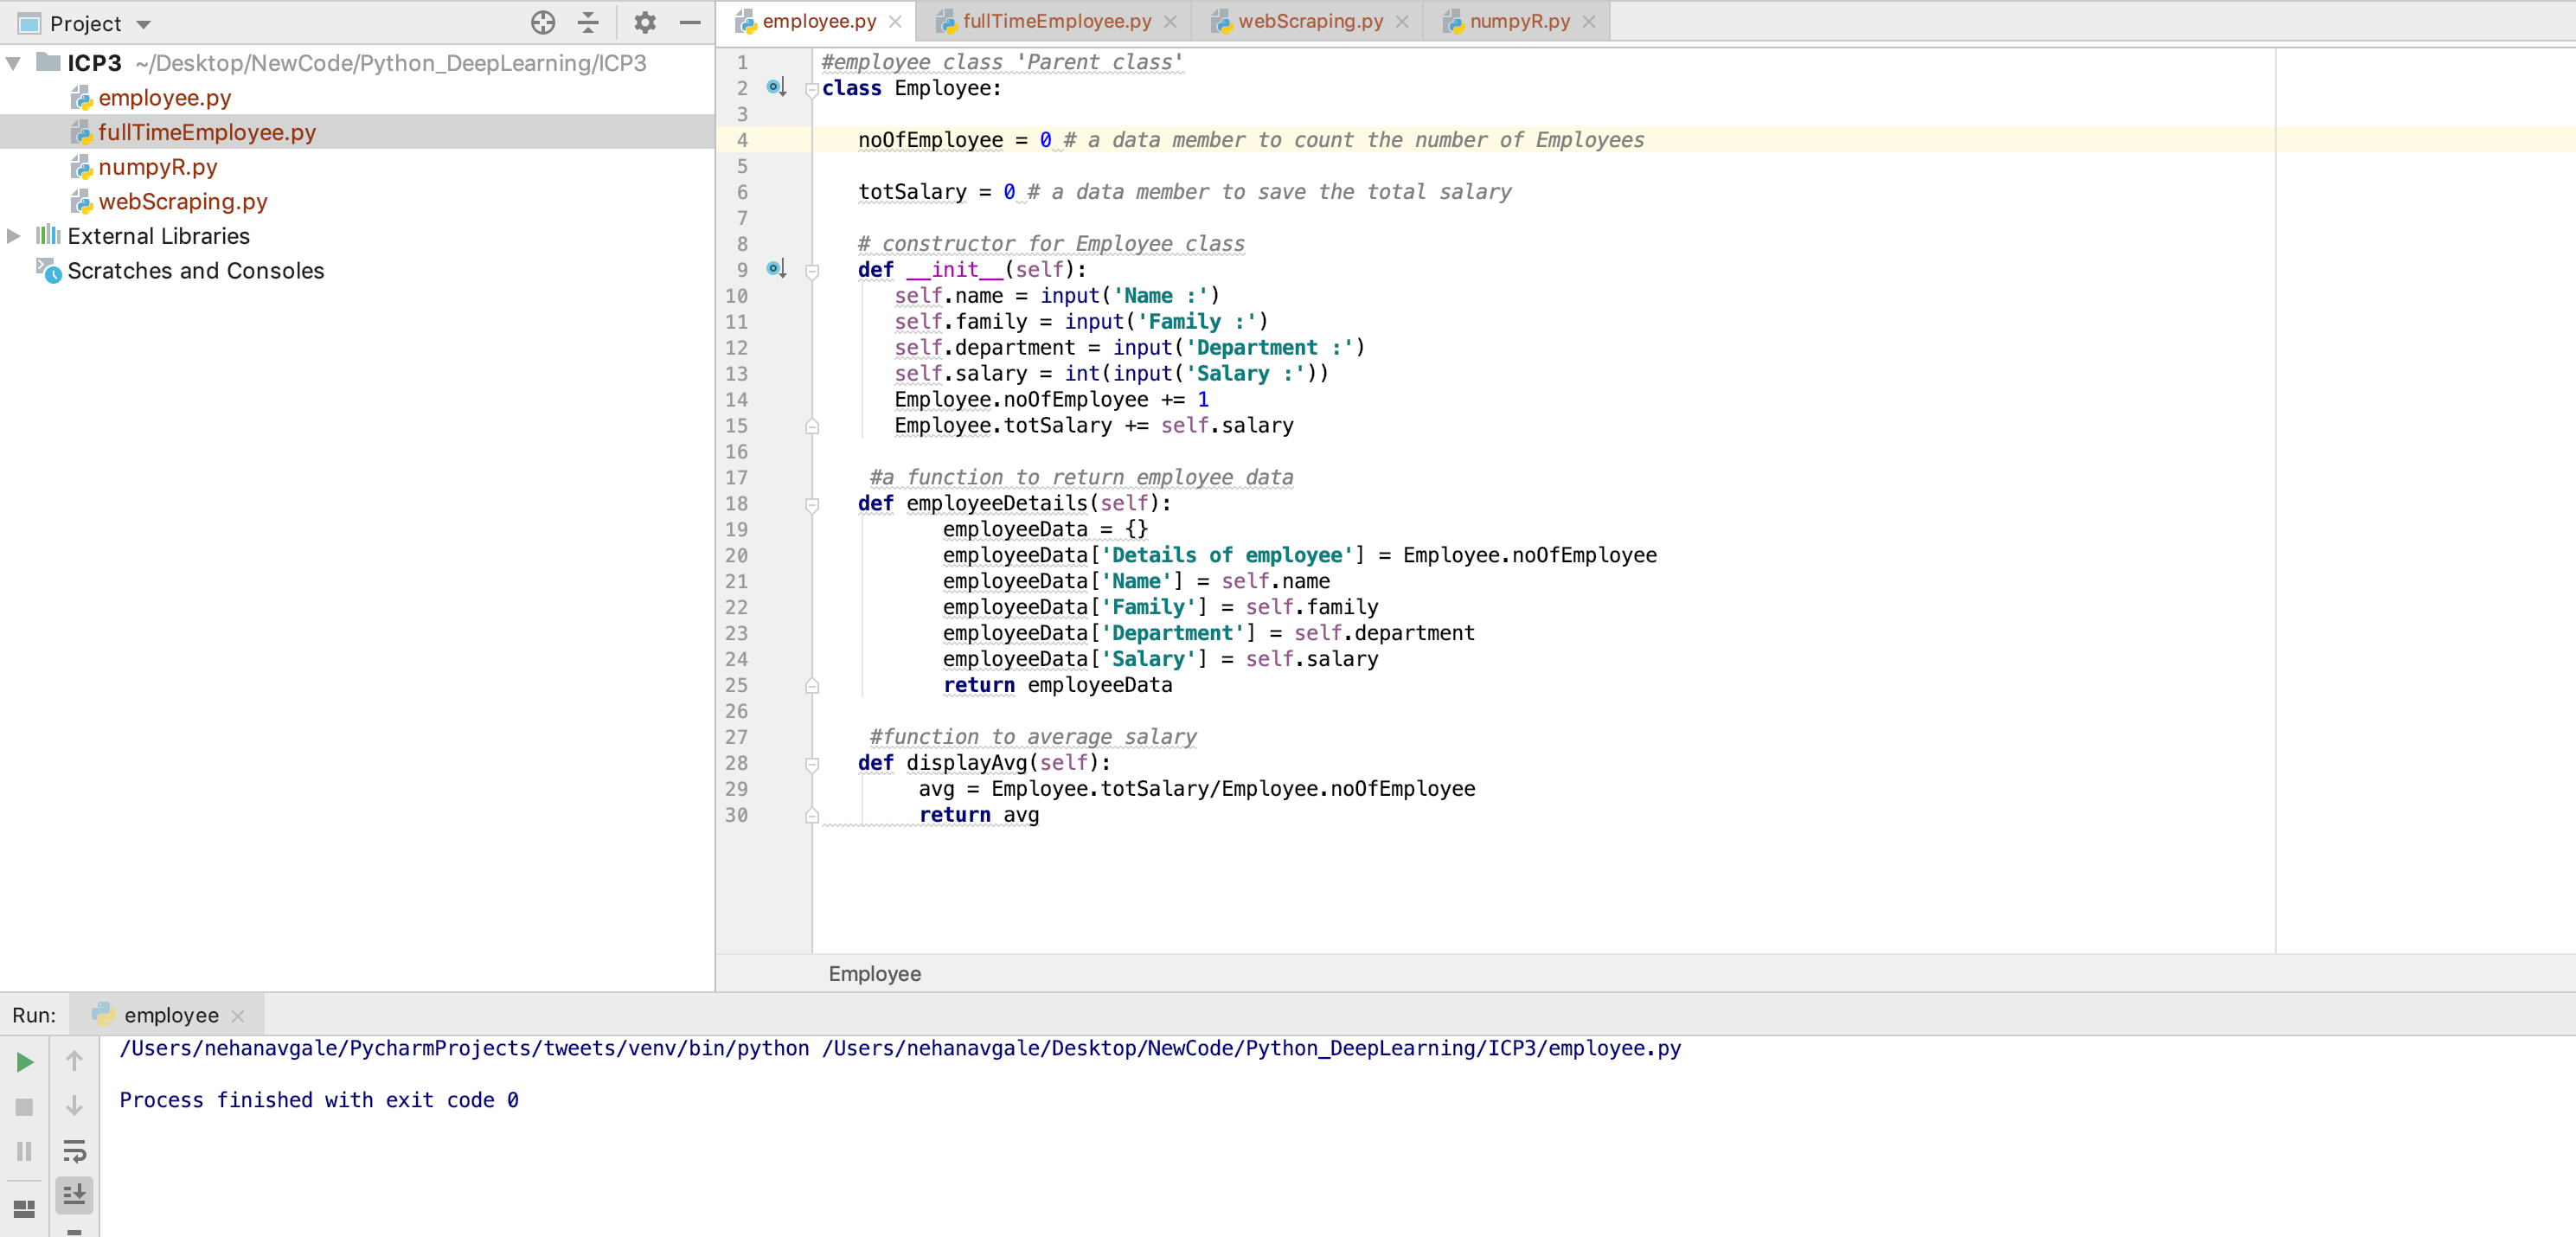 Project
ICP3 ~/Desktop/NewCode/Python_DeepLearning/ICP3
employee.py
fullTimeEmployee.py
numpyR.py
webScraping.py
External Libraries
Scratches and Consoles
employee.py fullTimeEmployee.py webScraping.py numpyR.py
1 #employee class 'Parent class'
2 class Employee:
3
4 noOfEmployee = 0 # a data member to count the number of Employees
5
6 totSalary = 0 # a data member to save the total salary
7
8 # constructor for Employee class
9 def __init__(self):
10 self.name = input('Name :')
11 self.family = input('Family :')
12 self.department = input('Department :')
13 self.salary = int(input('Salary :'))
14 Employee.noOfEmployee += 1
15 Employee.totSalary += self.salary
16
17 #a function to return employee data
18 def employeeDetails(self):
19 employeeData = {}
20 employeeData['Details of employee'] = Employee.noOfEmployee
21 employeeData['Name'] = self.name
22 employeeData['Family'] = self.family
23 employeeData['Department'] = self.department
24 employeeData['Salary'] = self.salary
25 return employeeData
26
27 #function to average salary
28 def displayAvg(self):
29 avg = Employee.totSalary/Employee.noOfEmployee
30 return avg
Employee
Run: employee
/Users/nehanavgale/PycharmProjects/tweets/venv/bin/python /Users/nehanavgale/Desktop/NewCode/Python_DeepLearning/ICP3/employee.py
Process finished with exit code 0